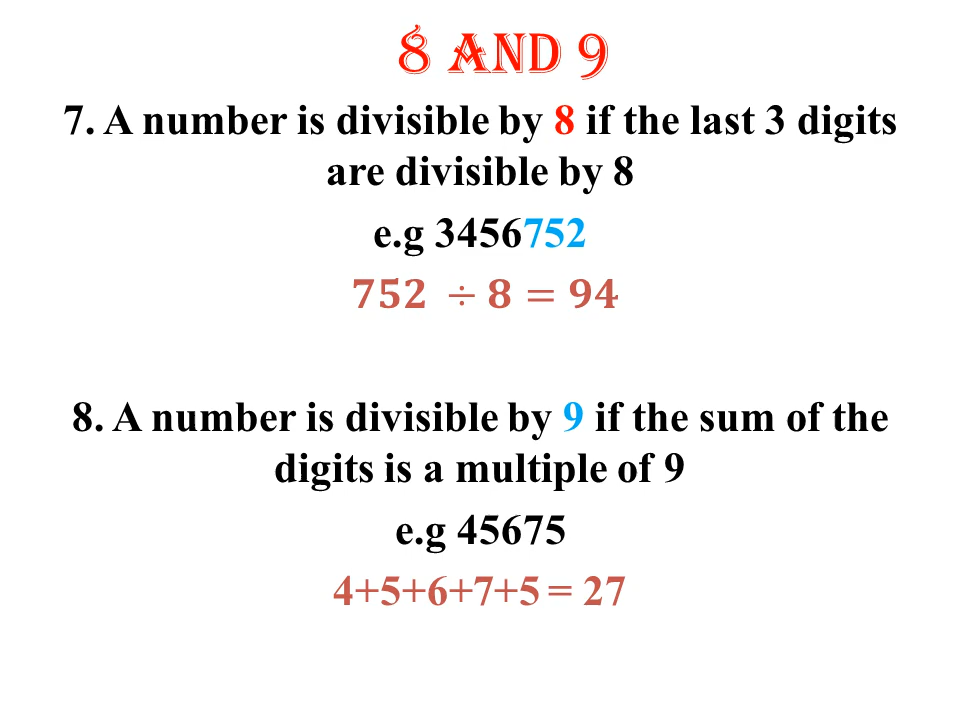 8 AND 9
7. A number is divisible by 8 if the last 3 digits
are divisible by 8
e.g 3456752
752 ÷ 8 = 94
8. A number is divisible by 9 if the sum of the
digits is a multiple of 9
e.g 45675
4+5+6+7+5 = 27